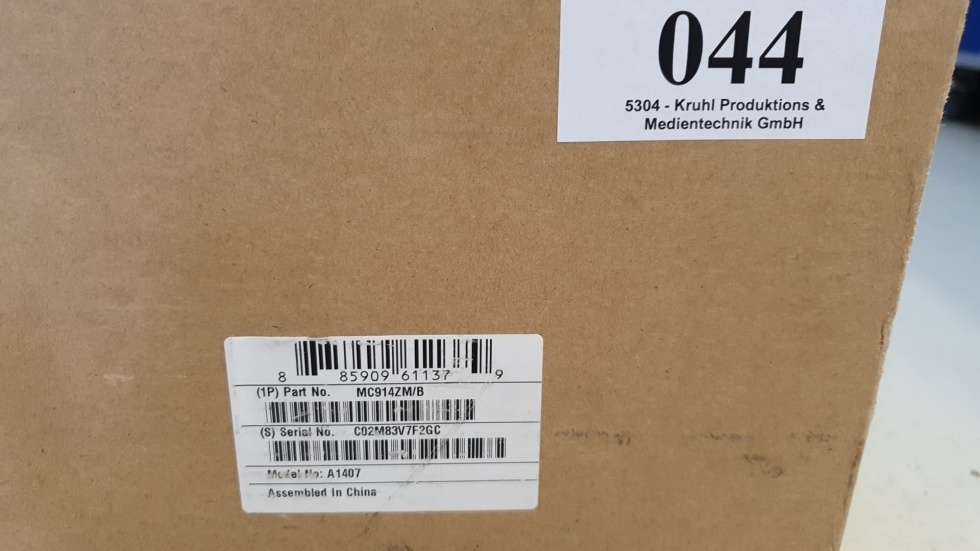 044
5304 - Kruhl Produktions &
Medientechnik GmbH
8 85909 61137 9
(1P) Part No. MC914ZM/B
(S) Serial No. C02M83V7F2GC
Model No: A1407
Assembled In China